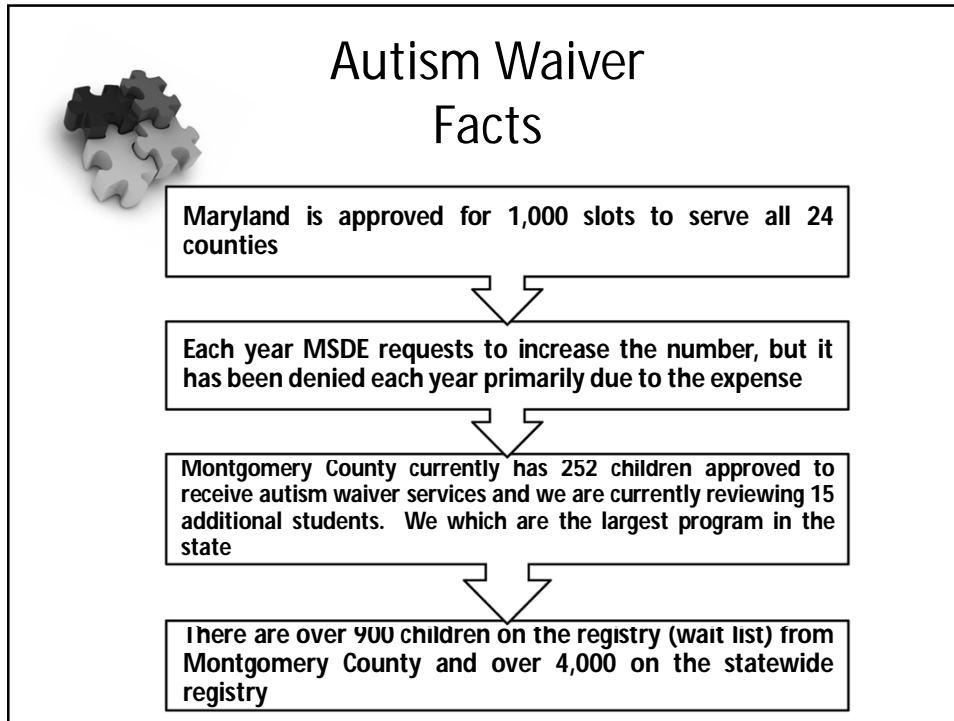 Autism Waiver
Facts
Maryland is approved for 1,000 slots to serve all 24
counties
Each year MSDE requests to increase the number, but it
has been denied each year primarily due to the expense
Montgomery County currently has 252 children approved to
receive autism waiver services and we are currently reviewing 15
additional students. We which are the largest program in the
state
There are over 900 children on the registry (wait list) from
Montgomery County and over 4,000 on the statewide
registry